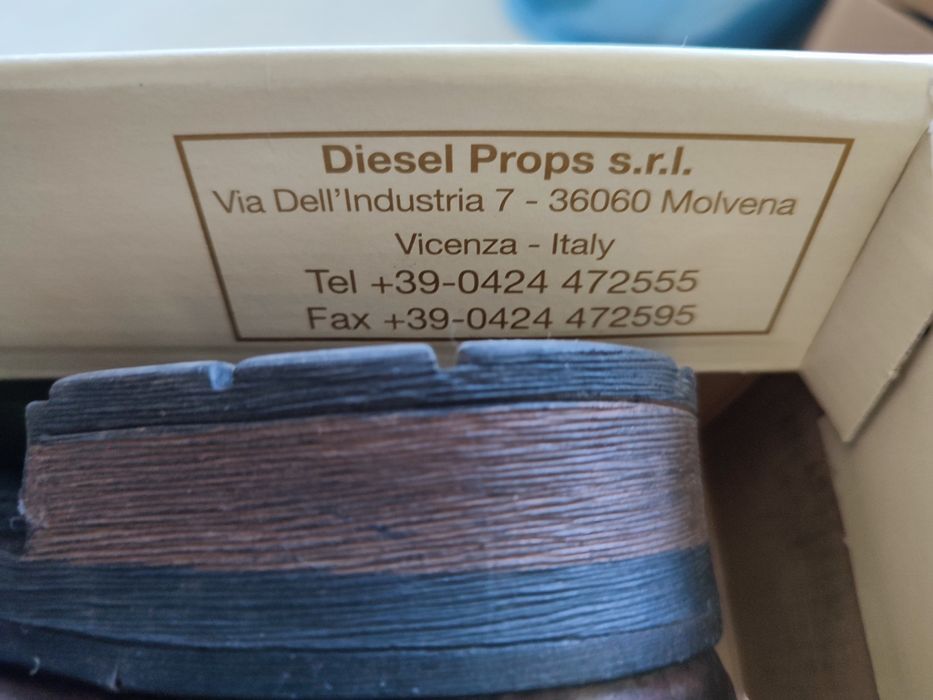 Diesel Props s.r.l.
Via Dell'Industria 7 - 36060 Molvena
Vicenza - Italy
Tel +39-0424 472555
Fax +39-0424 472595